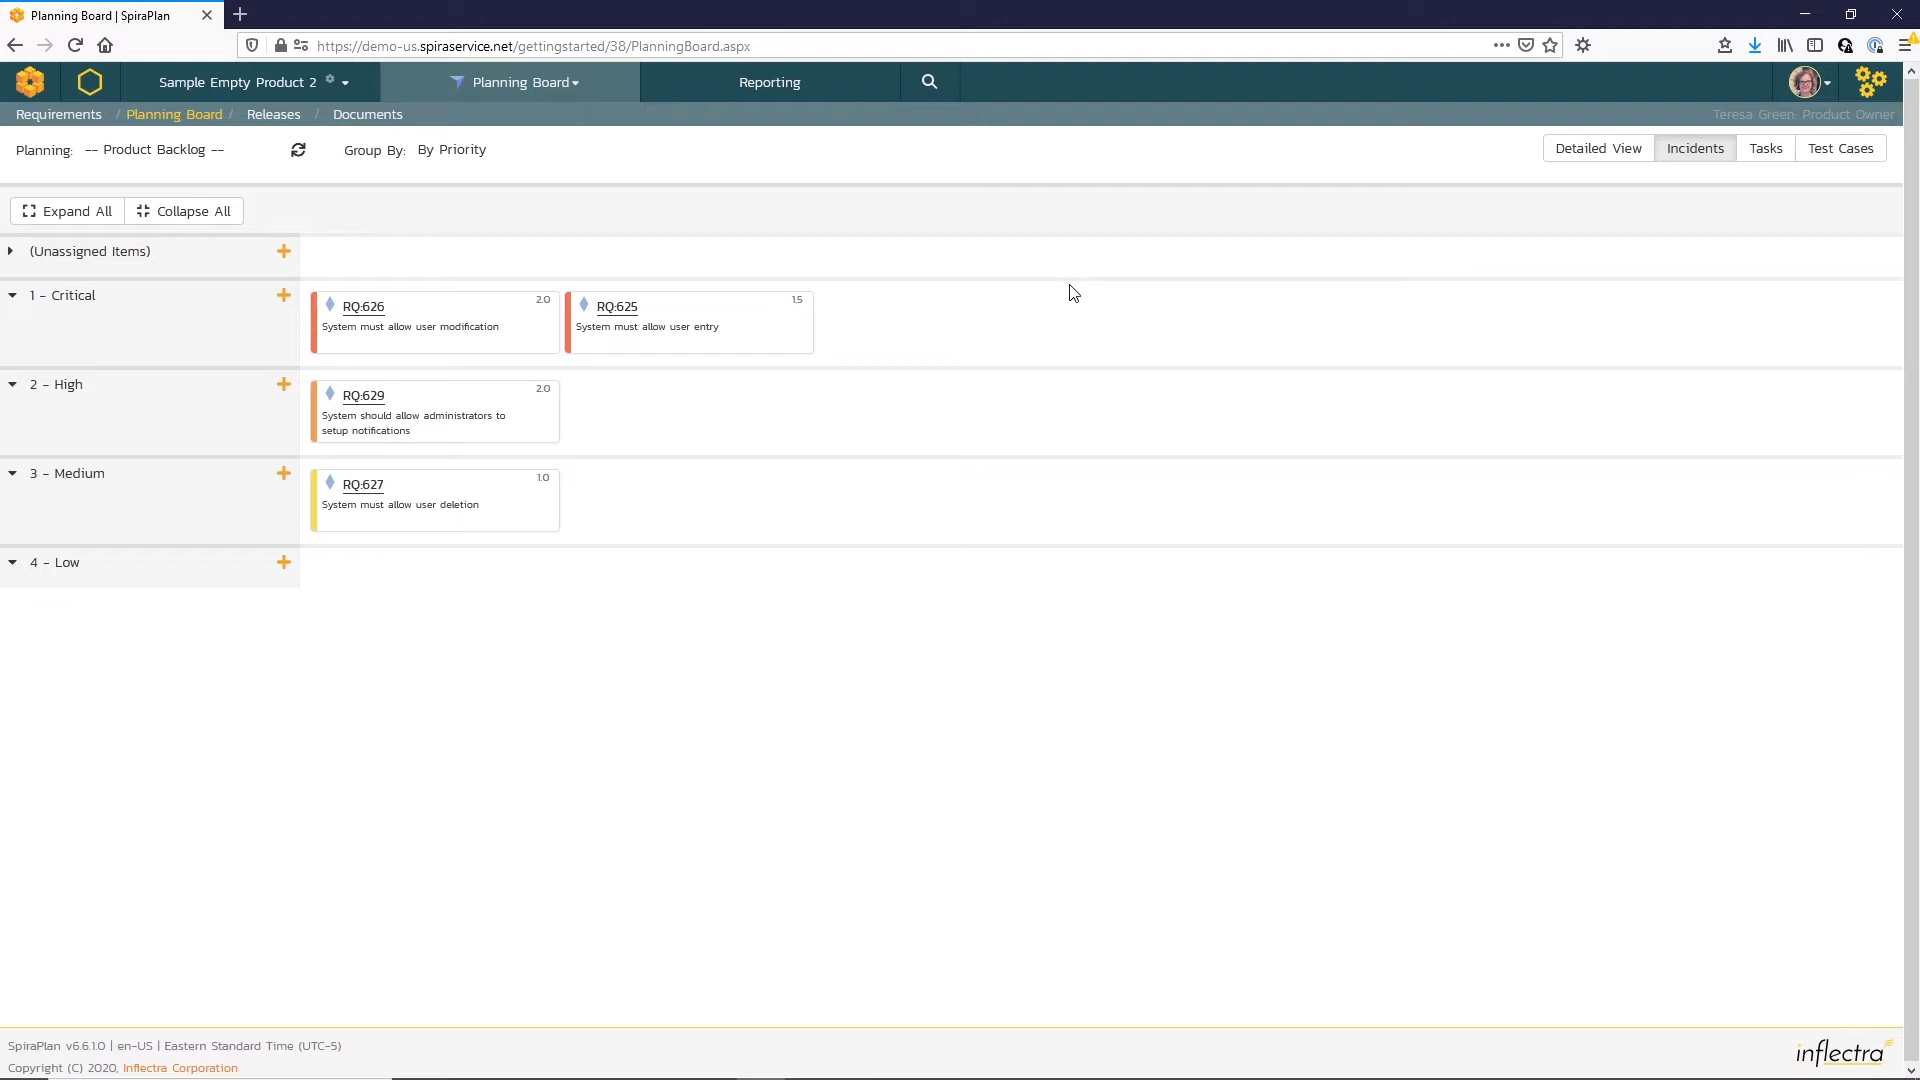 Planning Board | SpiraPlan
https://demo-us.spiraservice.net/gettingstarted/38/PlanningBoard.aspx
Sample Empty Product 2
Planning Board
Reporting
Requirements / Planning Board / Releases / Documents
Teresa Green: Product Owner
Planning: -- Product Backlog --
Group By: By Priority
Detailed View
Incidents
Tasks
Test Cases
Expand All
Collapse All
(Unassigned Items)
1 - Critical
RQ:626
2.0
System must allow user modification
RQ:625
1.5
System must allow user entry
2 - High
RQ:629
2.0
System should allow administrators to
setup notifications
3 - Medium
RQ:627
1.0
System must allow user deletion
4 - Low
SpiraPlan v6.6.1.0 | en-US | Eastern Standard Time (UTC-5)
Copyright (C) 2020, Inflectra Corporation
inflectra